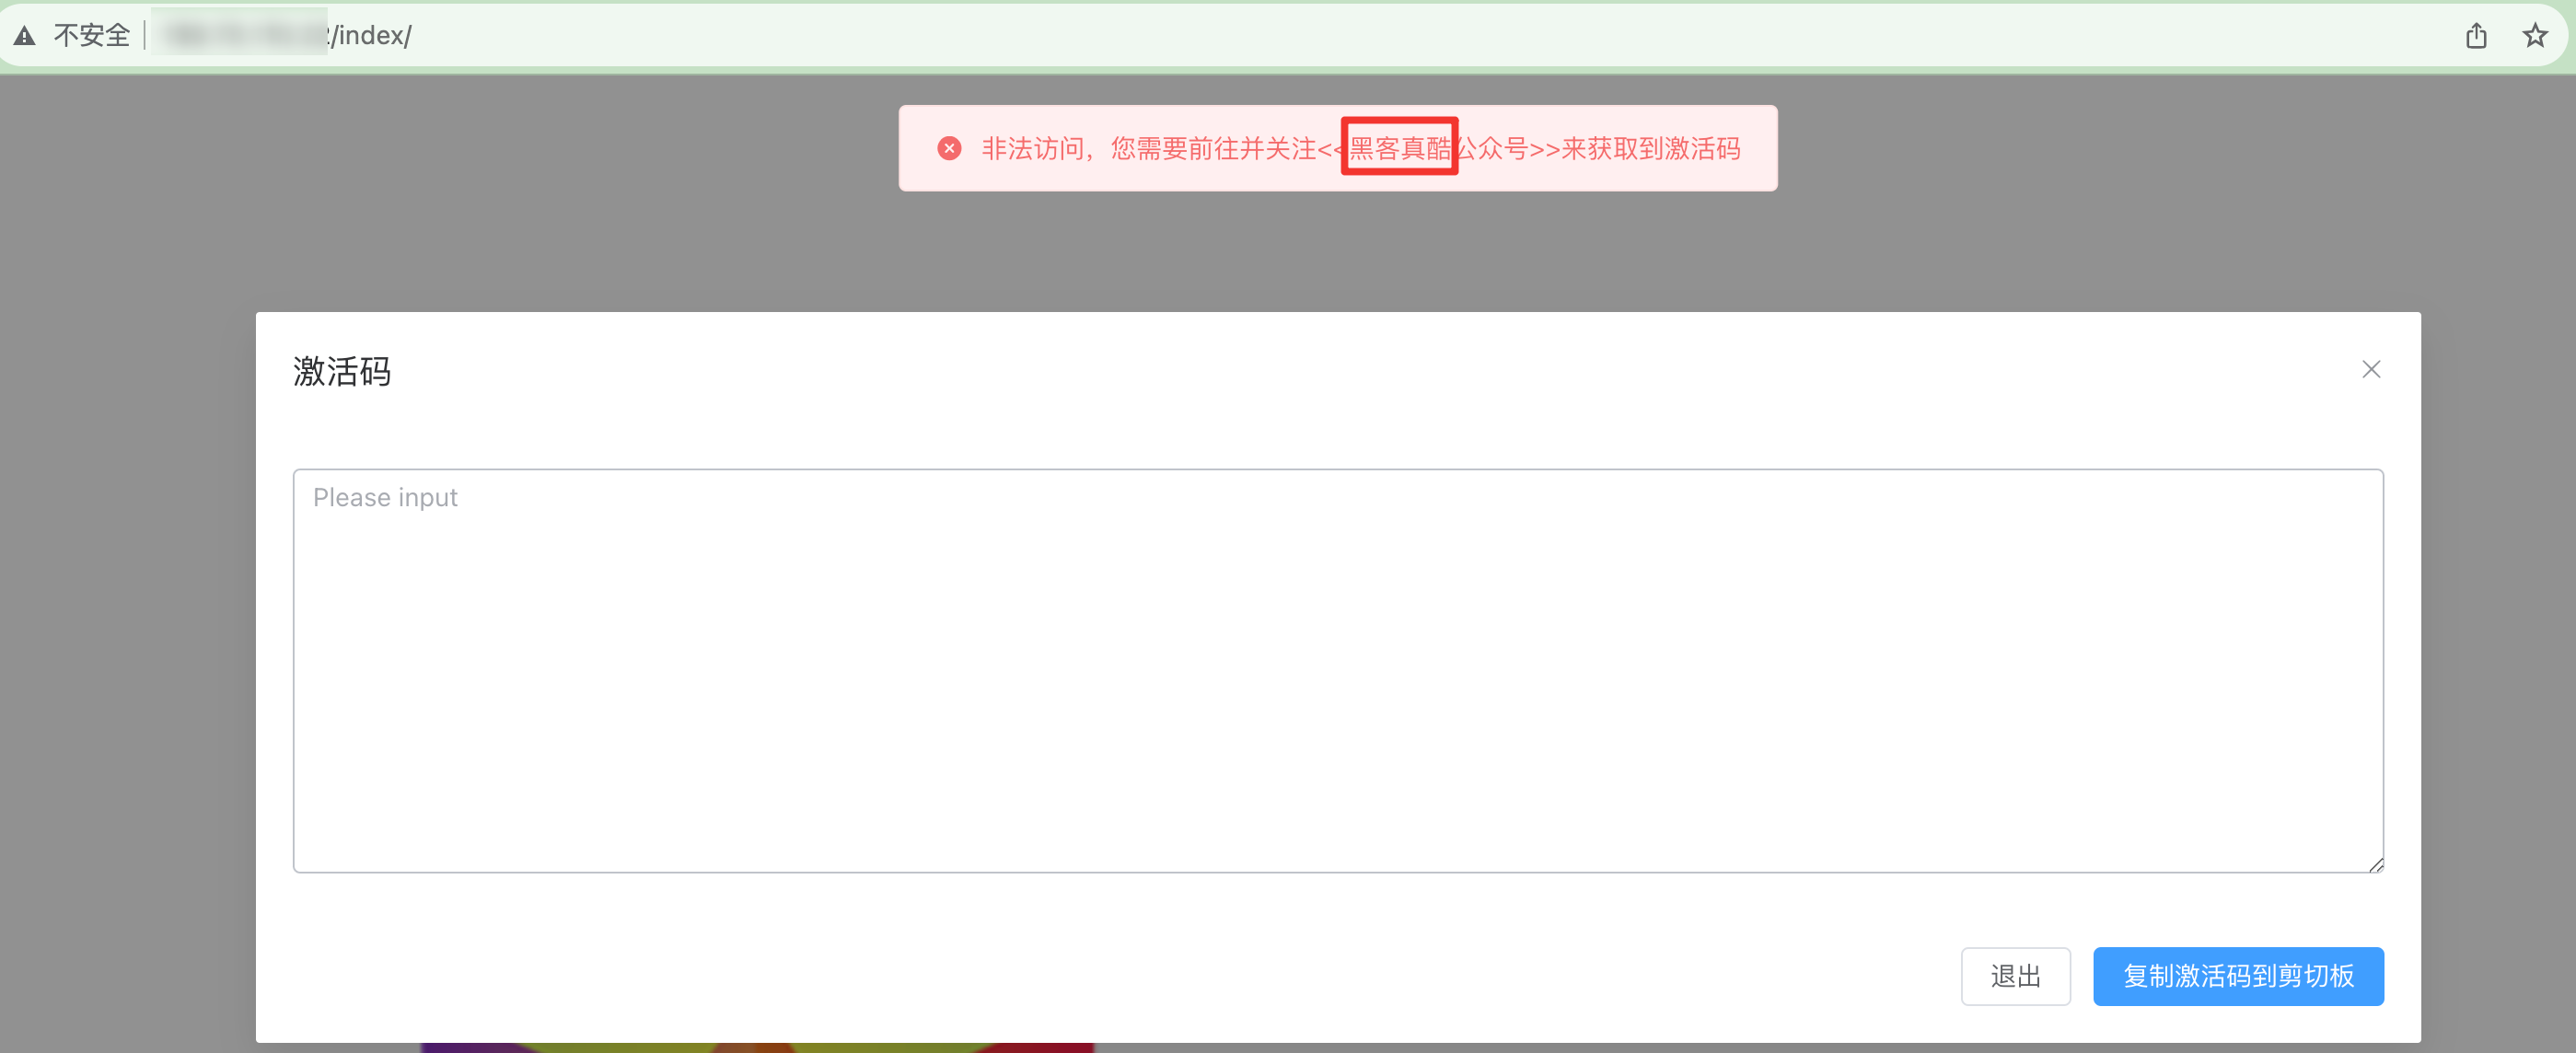 不安全 /index/
非法访问，您需要前往并关注<<黑客真酷公众号>>来获取到激活码
激活码
Please input
退出 复制激活码到剪切板